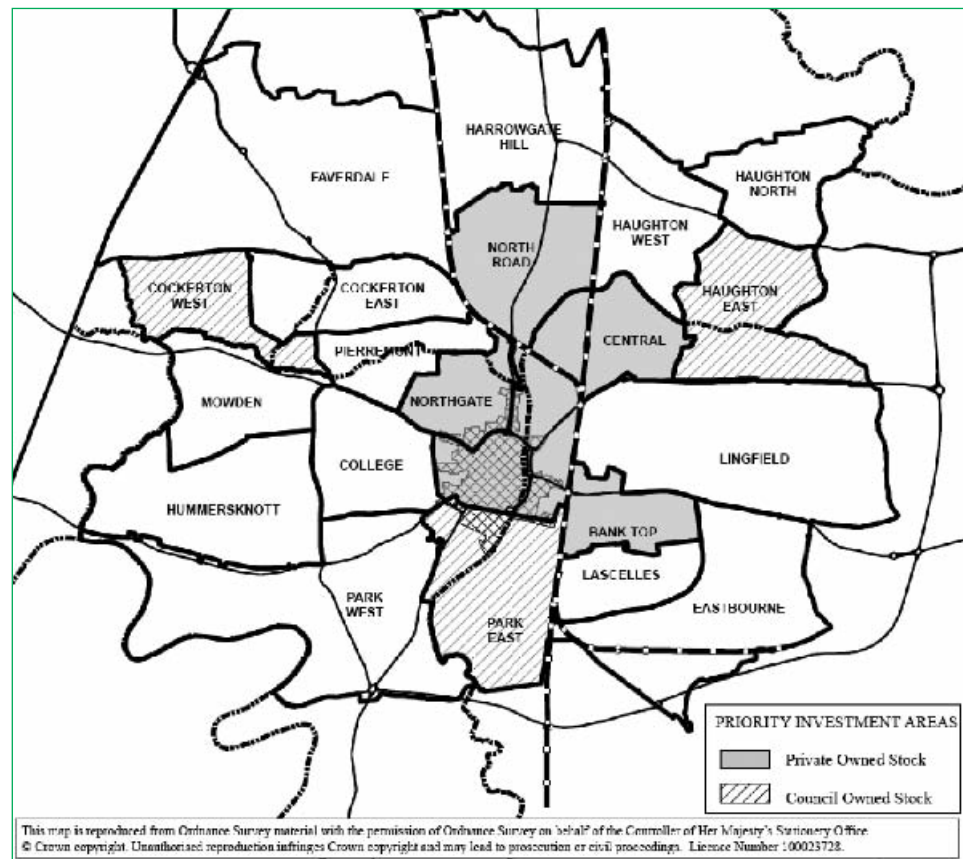 HARROWGATE
HILL
FAVERDALE
HAUGHTON
NORTH
HAUGHTON
WEST
NORTH
ROAD
COCKERTON
WEST
COCKERTON
EAST
HAUGHTON
EAST
CENTRAL
PIERREMONT
MOWDEN
NORTHGATE
COLLEGE
LINGFIELD
HUMMERSKNOTT
BANK TOP
LASCELLES
PARK
WEST
EASTBOURNE
PARK
EAST
PRIORITY INVESTMENT AREAS
Private Owned Stock
Council Owned Stock
This map is reproduced from Ordnance Survey material with the permission of Ordnance Survey on behalf of the Controller of Her Majesty's Stationery Office.
© Crown copyright. Unauthorised reproduction infringes Crown copyright and may lead to prosecution or civil proceedings. Licence Number 100023728.